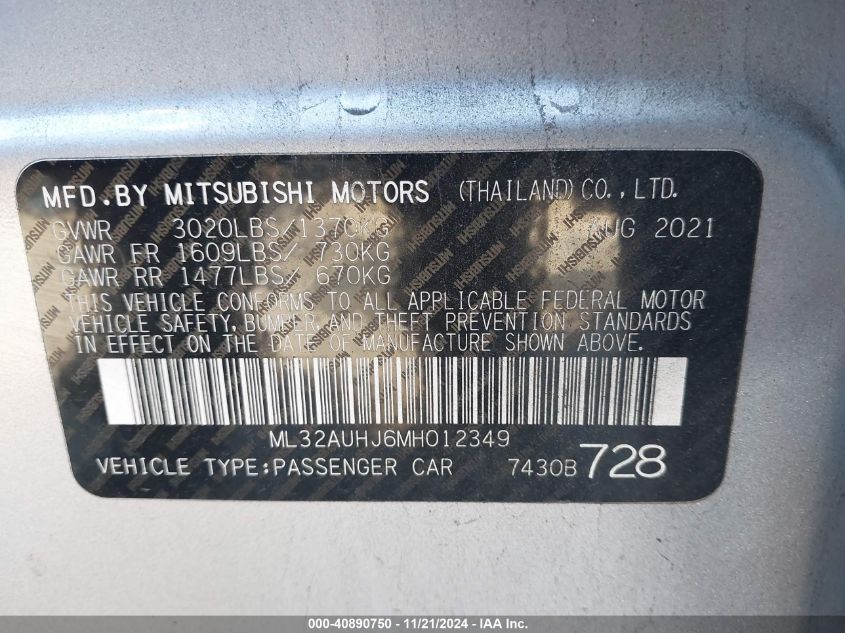 MFD.BY MITSUBISHI MOTORS (THAILAND) CO., LTD.
GVWR 3020LBS/1370KG AUG 2021
GAWR FR 1609LBS/ 730KG
GAWR RR 1477LBS/ 670KG
THIS VEHICLE CONFORMS TO ALL APPLICABLE FEDERAL MOTOR
VEHICLE SAFETY, BUMPER, AND THEFT PREVENTION STANDARDS
IN EFFECT ON THE DATE OF MANUFACTURE SHOWN ABOVE.
ML32AUHJ6MH012349
VEHICLE TYPE:PASSENGER CAR 7430B 728
000-40890750 - 11/21/2024 - IAA Inc.